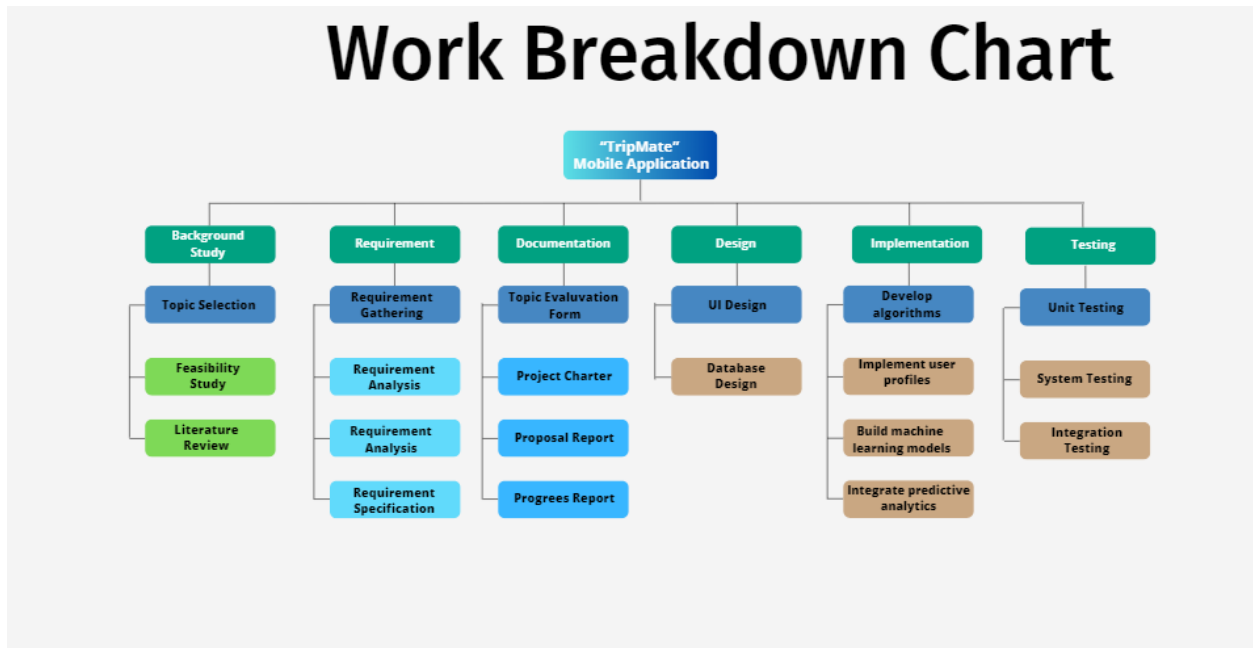 Work Breakdown Chart
“TripMate”
Mobile Application
Background
Study
Requirement
Documentation
Design
Implementation
Testing
Topic Selection
Requirement
Gathering
Topic Evaluvation
Form
UI Design
Develop
algorithms
Unit Testing
Feasibility
Study
Requirement
Analysis
Project Charter
Database
Design
Implement user
profiles
System Testing
Literature
Review
Requirement
Analysis
Proposal Report
Build machine
learning models
Integration
Testing
Requirement
Specification
Progrees Report
Integrate predictive
analytics